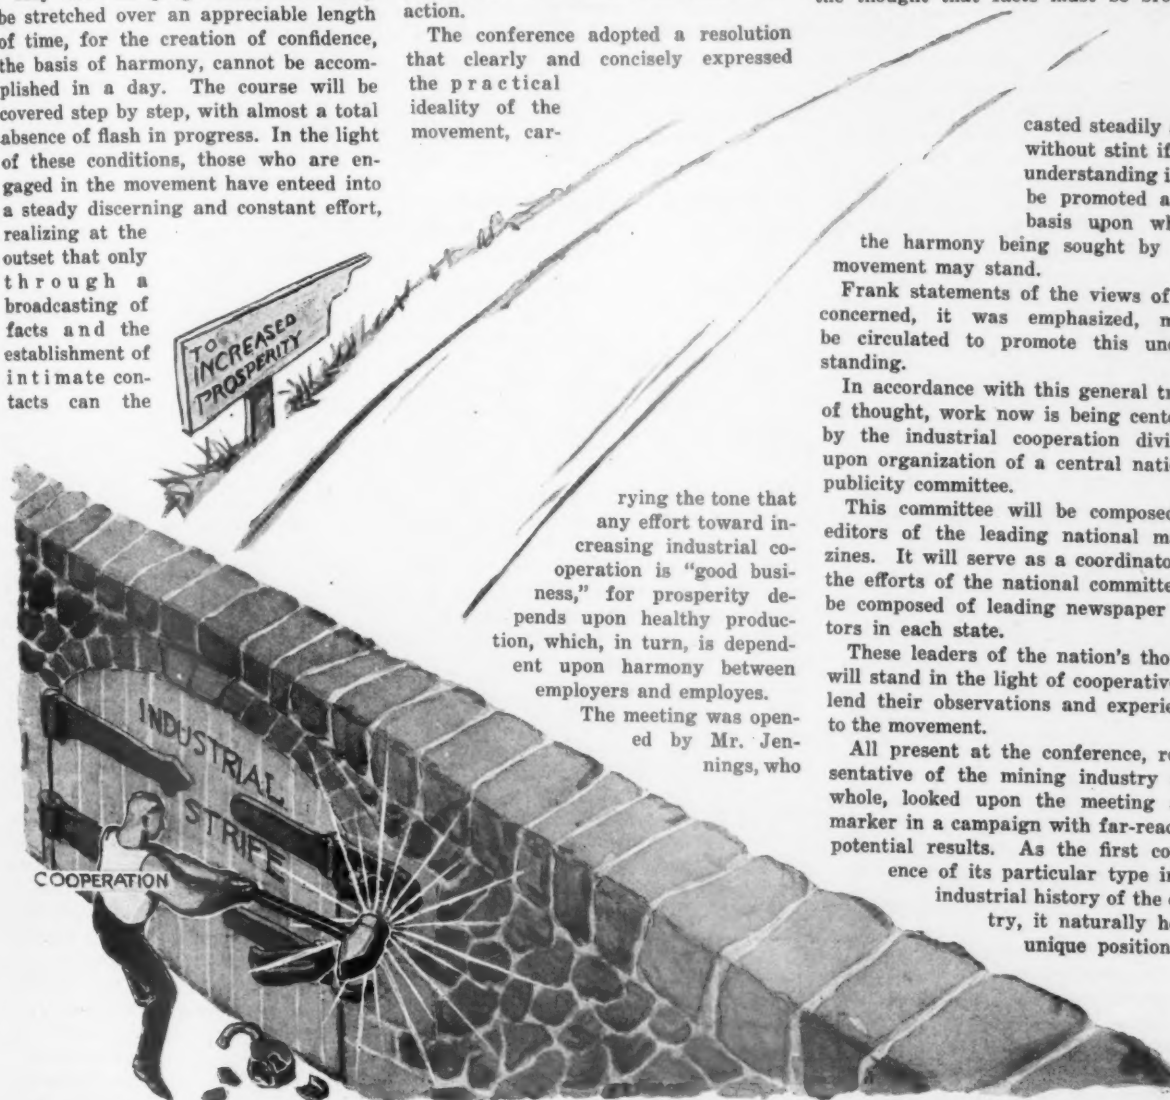 be stretched over an appreciable length
of time, for the creation of confidence,
the basis of harmony, cannot be accom-
plished in a day. The course will be
covered step by step, with almost a total
absence of flash in progress. In the light
of these conditions, those who are en-
gaged in the movement have enteed into
a steady discerning and constant effort,
realizing at the
outset that only
through a
broadcasting of
facts and the
establishment of
intimate con-
tacts can the
action.
The conference adopted a resolution
that clearly and concisely expressed
the practical
ideality of the
movement, car-
rying the tone that
any effort toward in-
creasing industrial co-
operation is "good busi-
ness," for prosperity de-
pends upon healthy produc-
tion, which, in turn, is depend-
ent upon harmony between
employers and employes.
The meeting was open-
ed by Mr. Jen-
nings, who
the thought that facts must be
casted steadily
without stint if
understanding
be promoted
basis upon
the harmony being sought by
movement may stand.
Frank statements of the views of
concerned, it was emphasized,
be circulated to promote this
standing.
In accordance with this general
of thought, work now is being
by the industrial cooperation
upon organization of a central
publicity committee.
This committee will be composed
editors of the leading national
zines. It will serve as a
the efforts of the national
be composed of leading newspaper
tors in each state.
These leaders of the nation's
will stand in the light of
lend their observations and
to the movement.
All present at the conference,
sentative of the mining industry
whole, looked upon the meeting
marker in a campaign with
potential results. As the first
ence of its particular type
industrial history of the
try, it naturally
unique position
TO
INCREASED
PROSPERITY
INDUSTRIAL
STRIFE
COOPERATION